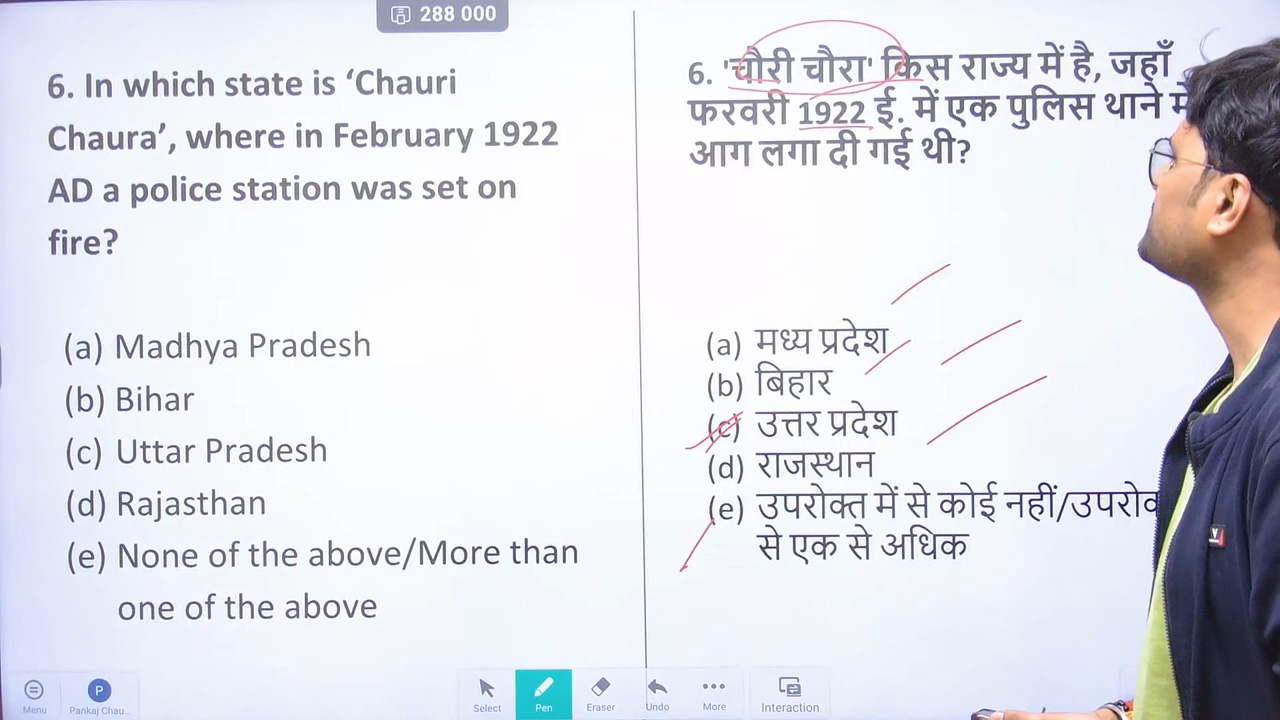 288 000
6. In which state is ‘Chauri
Chaura’, where in February 1922
AD a police station was set on
fire?
(a) Madhya Pradesh
(b) Bihar
(c) Uttar Pradesh
(d) Rajasthan
(e) None of the above/More than
one of the above
6. 'चौरी चौरा' किस राज्य में है, जहाँ
फरवरी 1922 ई. में एक पुलिस थाने में
आग लगा दी गई थी?
(a) मध्य प्रदेश
(b) बिहार
(c) उत्तर प्रदेश
(d) राजस्थान
(e) उपरोक्त में से कोई नहीं/
से एक से अधिक
Menu
Pankaj Chau...
Select
Pen
Eraser
Undo
More
Interaction
V